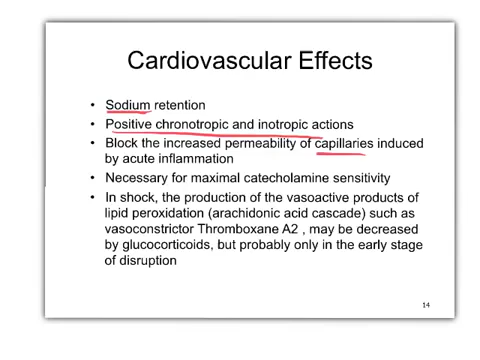 Cardiovascular Effects
• Sodium retention
• Positive chronotropic and inotropic actions
• Block the increased permeability of capillaries induced
by acute inflammation
• Necessary for maximal catecholamine sensitivity
• In shock, the production of the vasoactive products of
lipid peroxidation (arachidonic acid cascade) such as
vasoconstrictor Thromboxane A2 , may be decreased
by glucocorticoids, but probably only in the early stage
of disruption
14